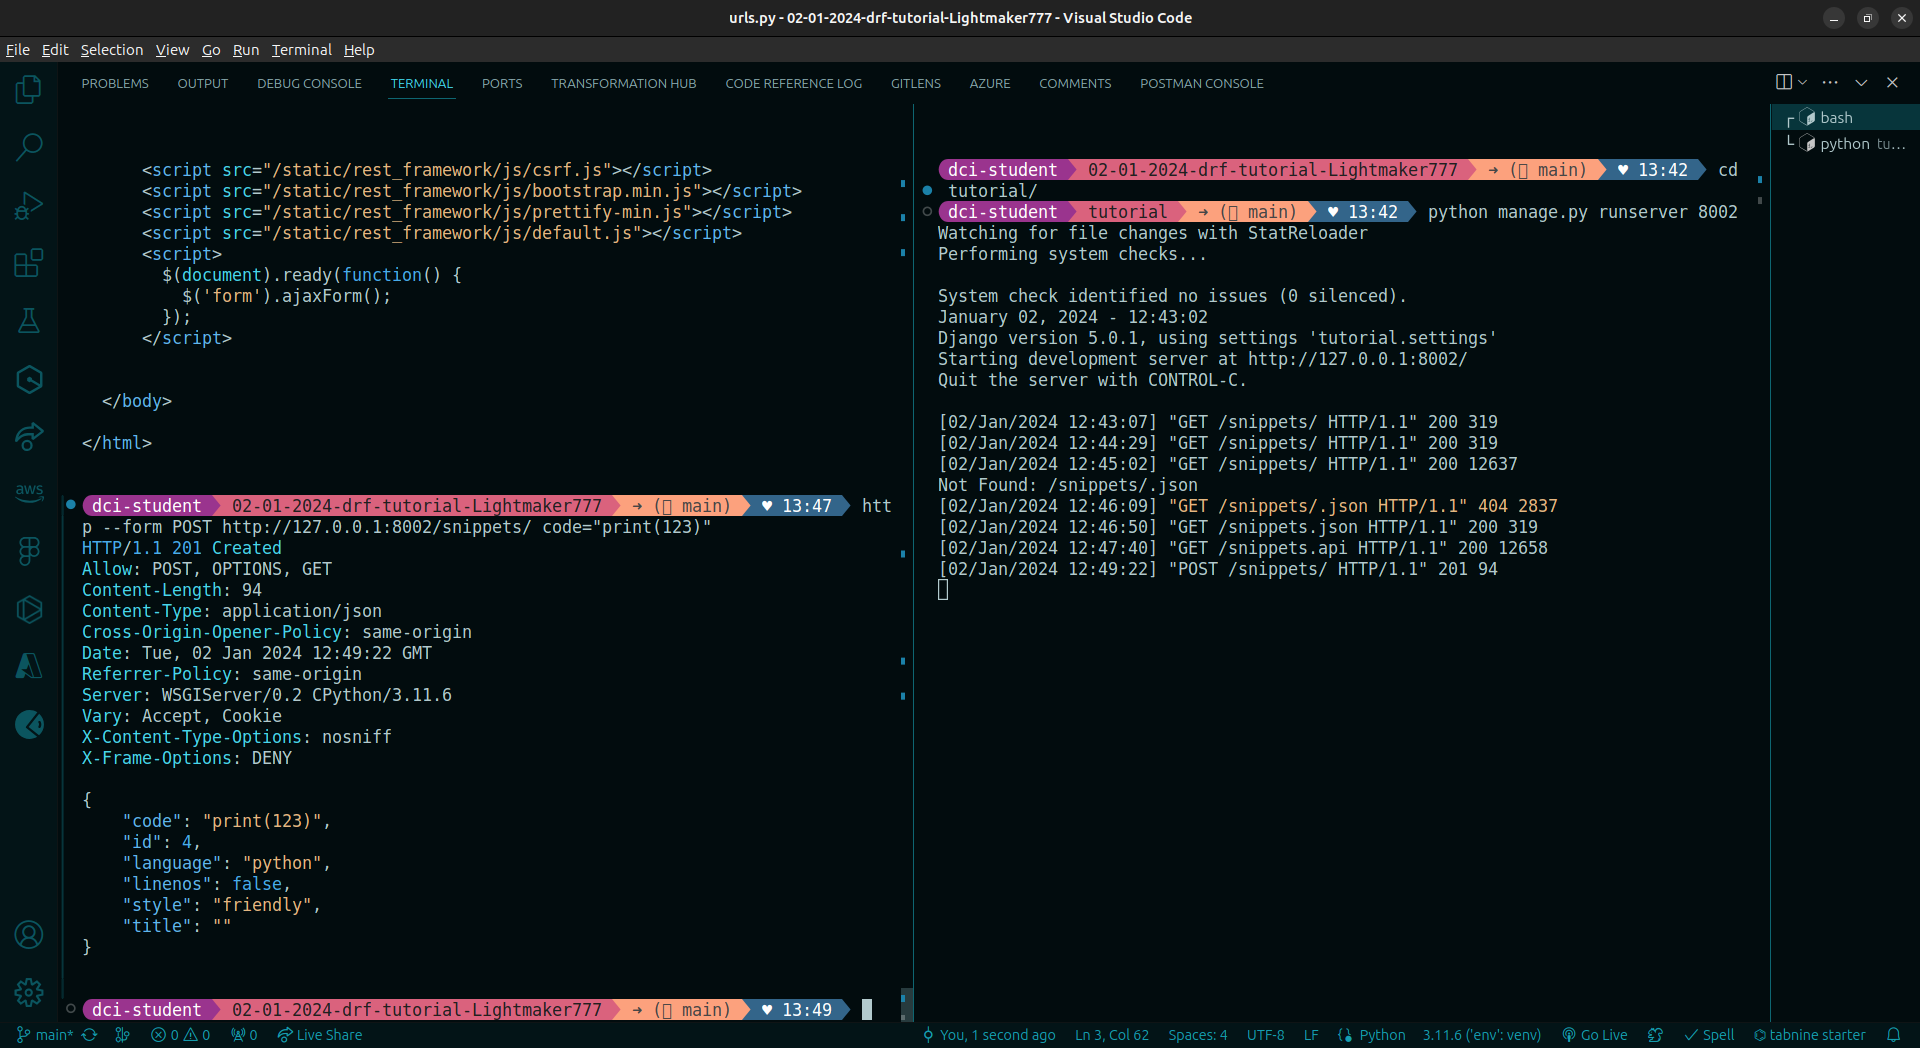 urls.py - 02-01-2024-drf-tutorial-Lightmaker777 - Visual Studio Code
File Edit Selection View Go Run Terminal Help
PROBLEMS OUTPUT DEBUG CONSOLE TERMINAL PORTS TRANSFORMATION HUB CODE REFERENCE LOG GITLENS AZURE COMMENTS POSTMAN CONSOLE
<script src="/static/rest_framework/js/csrf.js"></script>
<script src="/static/rest_framework/js/bootstrap.min.js"></script>
<script src="/static/rest_framework/js/prettify-min.js"></script>
<script src="/static/rest_framework/js/default.js"></script>
<script>
$(document).ready(function() {
$('form').ajaxForm();
});
</script>
</body>
</html>
dci-student 02-01-2024-drf-tutorial-Lightmaker777 → ( main) ♥ 13:47 htt
p --form POST http://127.0.0.1:8002/snippets/ code="print(123)"
HTTP/1.1 201 Created
Allow: POST, OPTIONS, GET
Content-Length: 94
Content-Type: application/json
Cross-Origin-Opener-Policy: same-origin
Date: Tue, 02 Jan 2024 12:49:22 GMT
Referrer-Policy: same-origin
Server: WSGIServer/0.2 CPython/3.11.6
Vary: Accept, Cookie
X-Content-Type-Options: nosniff
X-Frame-Options: DENY
{
"code": "print(123)",
"id": 4,
"language": "python",
"linenos": false,
"style": "friendly",
"title": ""
}
dci-student 02-01-2024-drf-tutorial-Lightmaker777 → ( main) ♥ 13:49
dci-student 02-01-2024-drf-tutorial-Lightmaker777 → ( main) ♥ 13:42 cd
tutorial/
dci-student tutorial → ( main) ♥ 13:42 python manage.py runserver 8002
Watching for file changes with StatReloader
Performing system checks...
System check identified no issues (0 silenced).
January 02, 2024 - 12:43:02
Django version 5.0.1, using settings 'tutorial.settings'
Starting development server at http://127.0.0.1:8002/
Quit the server with CONTROL-C.
[02/Jan/2024 12:43:07] "GET /snippets/ HTTP/1.1" 200 319
[02/Jan/2024 12:44:29] "GET /snippets/ HTTP/1.1" 200 319
[02/Jan/2024 12:45:02] "GET /snippets/ HTTP/1.1" 200 12637
Not Found: /snippets/.json
[02/Jan/2024 12:46:09] "GET /snippets/.json HTTP/1.1" 404 2837
[02/Jan/2024 12:46:50] "GET /snippets.json HTTP/1.1" 200 319
[02/Jan/2024 12:47:40] "GET /snippets.api HTTP/1.1" 200 12658
[02/Jan/2024 12:49:22] "POST /snippets/ HTTP/1.1" 201 94
bash
python tu...
aws
main* 0 0 0 Live Share You, 1 second ago Ln 3, Col 62 Spaces: 4 UTF-8 LF Python 3.11.6 ('env': venv) Go Live Spell tabnine starter